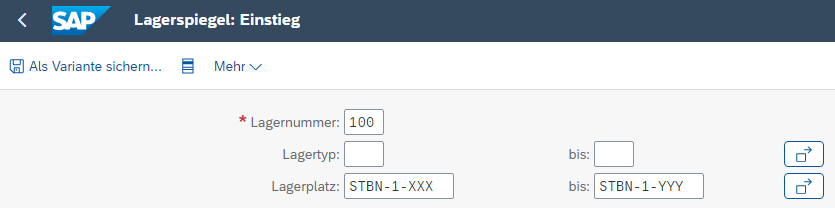 SAP Lagerspiegel: Einstieg
Als Variante sichern... Mehr
* Lagernummer: 100
Lagertyp: bis:
Lagerplatz: STBN-1-XXX bis: STBN-1-YYY